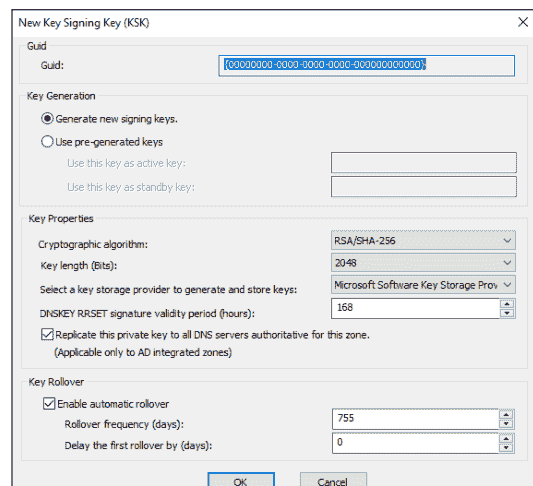 New Key Signing Key (KSK)
Guid
Guid: {00000000-0000-0000-0000-000000000000}
Key Generation
Generate new signing keys.
Use pre-generated keys
Use this key as active key:
Use this key as standby key:
Key Properties
Cryptographic algorithm: RSA/SHA-256
Key length (Bits): 2048
Select a key storage provider to generate and store keys: Microsoft Software Key Storage Prov
DNSKEY RRSET signature validity period (hours): 168
Replicate this private key to all DNS servers authoritative for this zone.
(Applicable only to AD integrated zones)
Key Rollover
Enable automatic rollover
Rollover frequency (days): 755
Delay the first rollover by (days): 0
OK Cancel